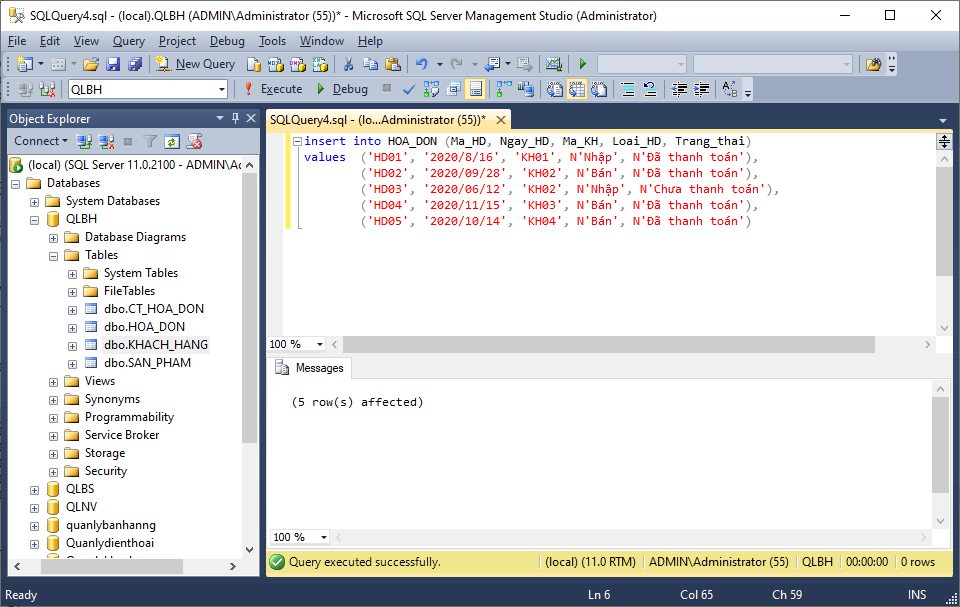 SQLQuery4.sql - (local).QLBH (ADMIN\Administrator (55))* - Microsoft SQL Server Management Studio (Administrator)
File Edit View Query Project Debug Tools Window Help
New Query
QLBH Execute Debug
Object Explorer
Connect
(local) (SQL Server 11.0.2100 - ADMIN\Ac
Databases
System Databases
QLBH
Database Diagrams
Tables
System Tables
FileTables
dbo.CT_HOA_DON
dbo.HOA_DON
dbo.KHACH_HANG
dbo.SAN_PHAM
Views
Synonyms
Programmability
Service Broker
Storage
Security
QLBS
QLNV
quanlybanhanng
Quanlydienthoai
SQLQuery4.sql - (lo...Administrator (55))*
insert into HOA_DON (Ma_HD, Ngay_HD, Ma_KH, Loai_HD, Trang_thai)
values ('HD01', '2020/8/16', 'KH01', N'Nhập', N'Đã thanh toán'),
('HD02', '2020/09/28', 'KH02', N'Bán', N'Đã thanh toán'),
('HD03', '2020/06/12', 'KH02', N'Nhập', N'Chưa thanh toán'),
('HD04', '2020/11/15', 'KH03', N'Bán', N'Đã thanh toán'),
('HD05', '2020/10/14', 'KH04', N'Bán', N'Đã thanh toán')
100 %
Messages
(5 row(s) affected)
100 %
Query executed successfully. (local) (11.0 RTM) ADMIN\Administrator (55) QLBH 00:00:00 0 rows
Ready Ln 6 Col 65 Ch 59 INS